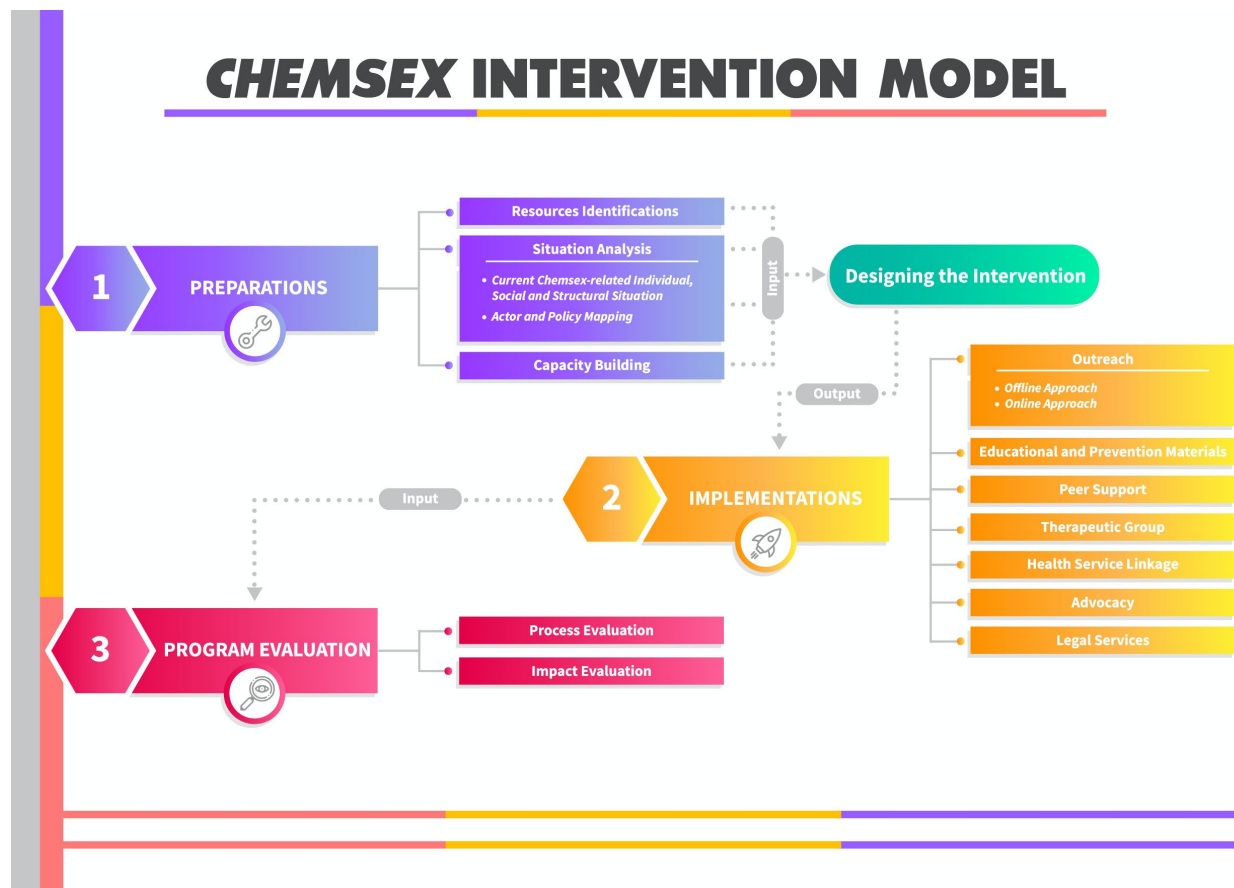 CHEMSEX INTERVENTION MODEL
1
PREPARATIONS
Resources Identifications
Situation Analysis
• Current Chemsex-related Individual,
Social and Structural Situation
• Actor and Policy Mapping
Capacity Building
Input
Designing the Intervention
Output
2
IMPLEMENTATIONS
Outreach
• Offline Approach
• Online Approach
Educational and Prevention Materials
Peer Support
Therapeutic Group
Health Service Linkage
Advocacy
Legal Services
Input
3
PROGRAM EVALUATION
Process Evaluation
Impact Evaluation